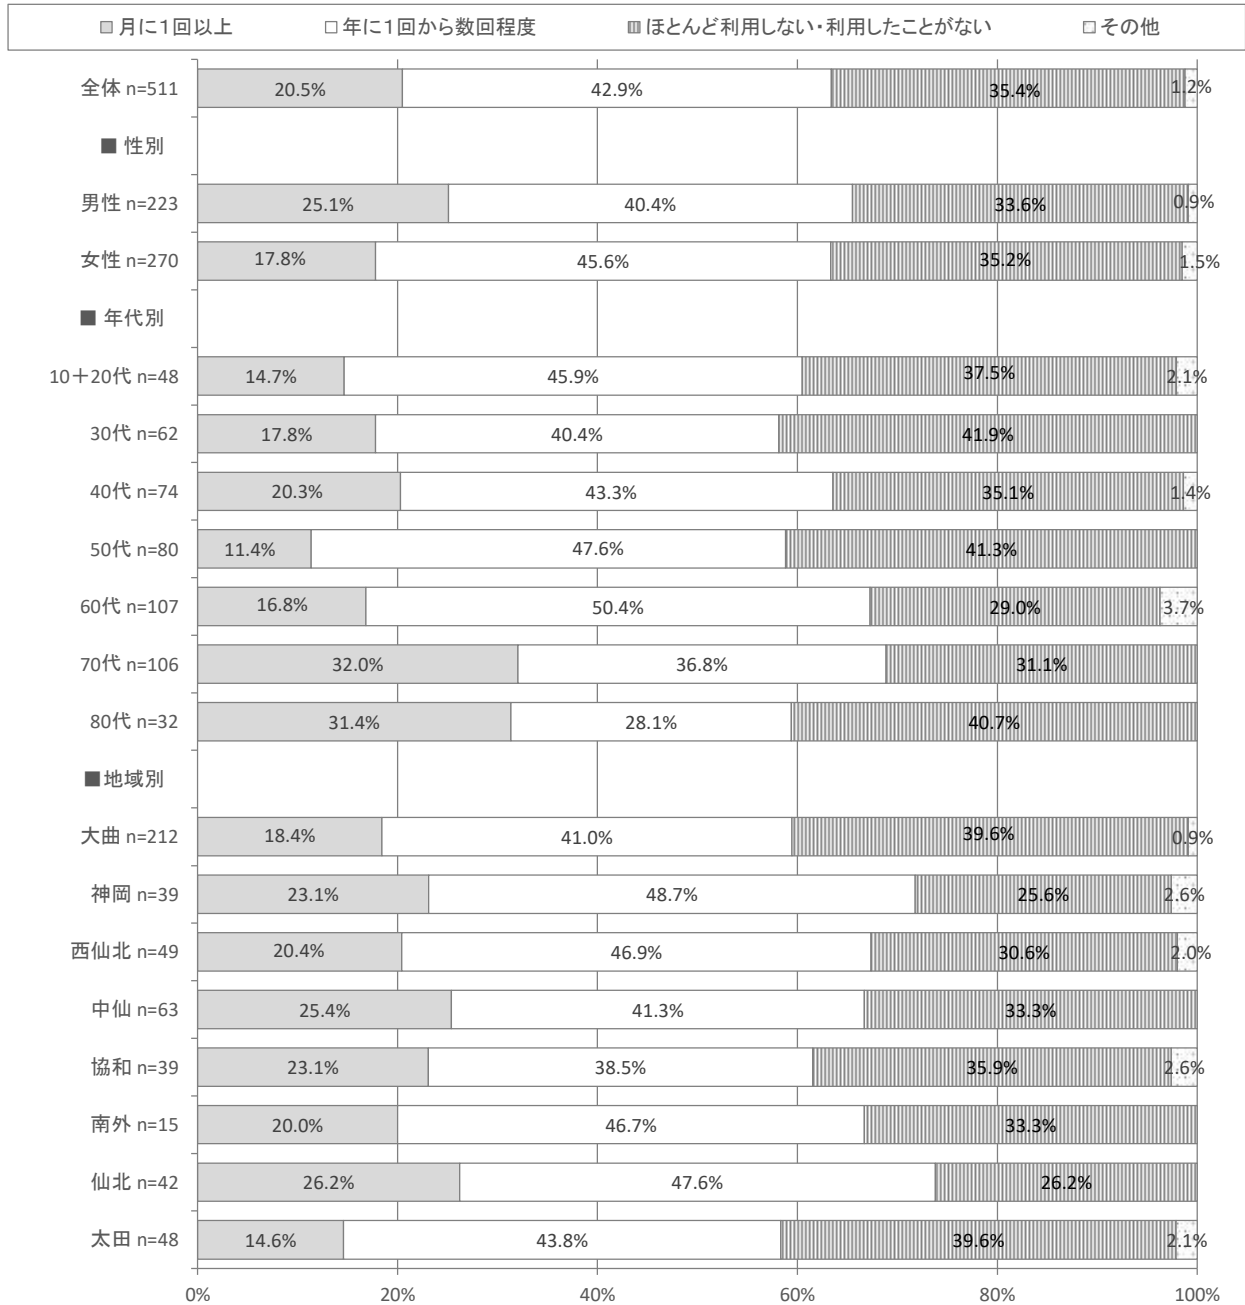 月に1回以上 年に1回から数回程度 ほとんど利用しない・利用したことがない その他
全体 n=511 20.5% 42.9% 35.4% 1.2%
■ 性別
男性 n=223 25.1% 40.4% 33.6% 0.9%
女性 n=270 17.8% 45.6% 35.2% 1.5%
■ 年代別
10+20代 n=48 14.7% 45.9% 37.5% 2.1%
30代 n=62 17.8% 40.4% 41.9%
40代 n=74 20.3% 43.3% 35.1% 1.4%
50代 n=80 11.4% 47.6% 41.3%
60代 n=107 16.8% 50.4% 29.0% 3.7%
70代 n=106 32.0% 36.8% 31.1%
80代 n=32 31.4% 28.1% 40.7%
■地域別
大曲 n=212 18.4% 41.0% 39.6% 0.9%
神岡 n=39 23.1% 48.7% 25.6% 2.6%
西仙北 n=49 20.4% 46.9% 30.6% 2.0%
中仙 n=63 25.4% 41.3% 33.3%
協和 n=39 23.1% 38.5% 35.9% 2.6%
南外 n=15 20.0% 46.7% 33.3%
仙北 n=42 26.2% 47.6% 26.2%
太田 n=48 14.6% 43.8% 39.6% 2.1%
0% 20% 40% 60% 80% 100%